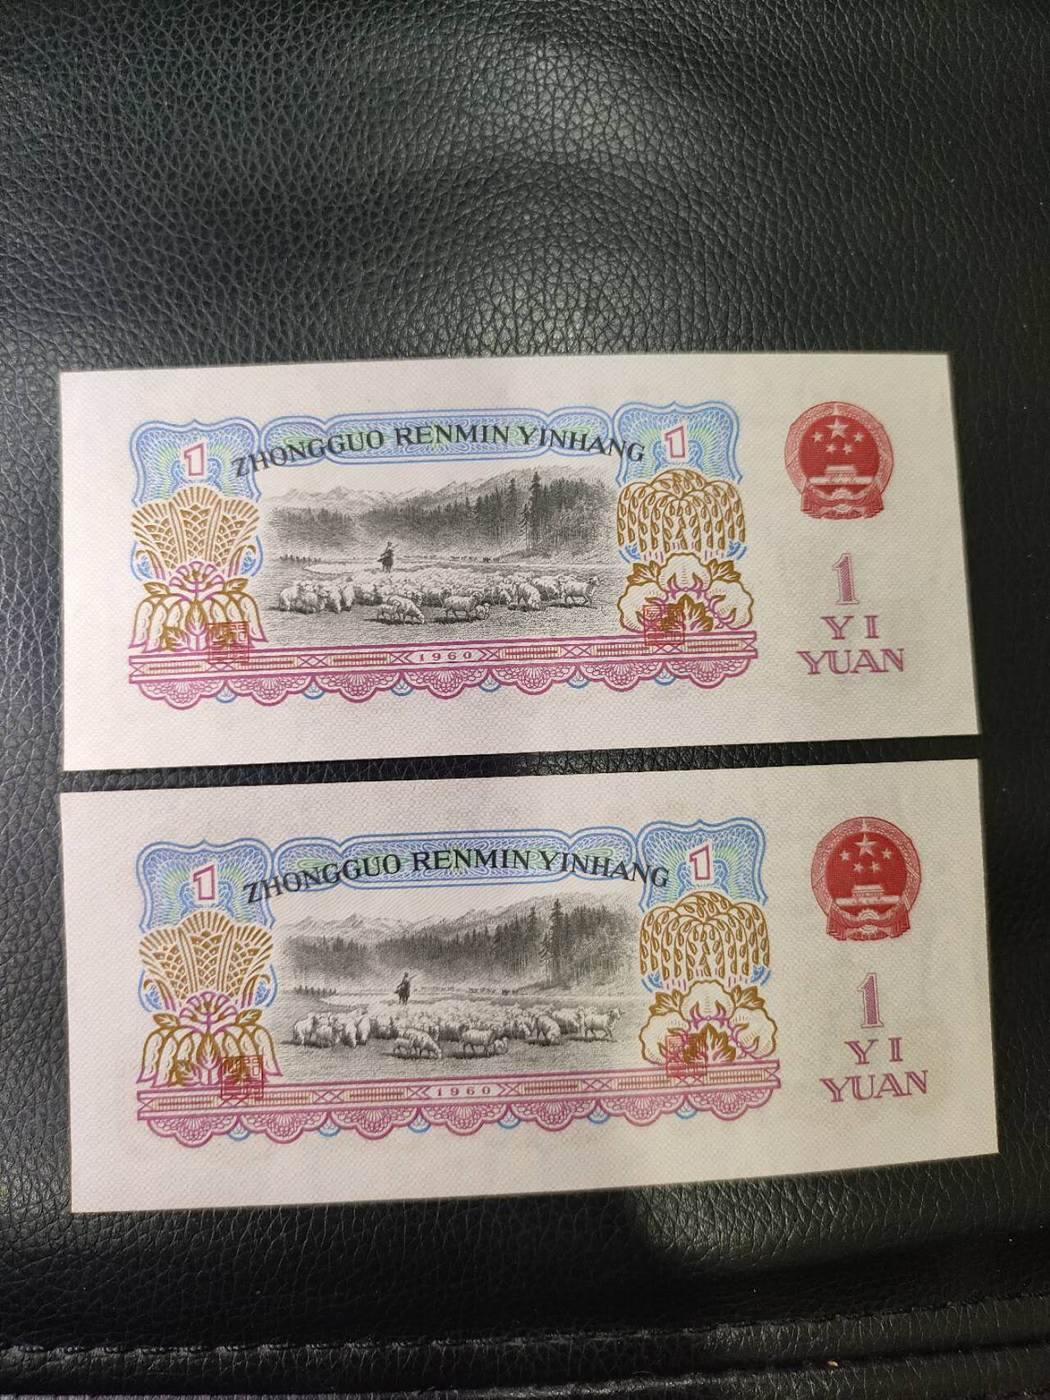 1 ZHONGGUO RENMIN YINHANG 1
1960
1
YI
YUAN
1 ZHONGGUO RENMIN YINHANG 1
1960
1
YI
YUAN